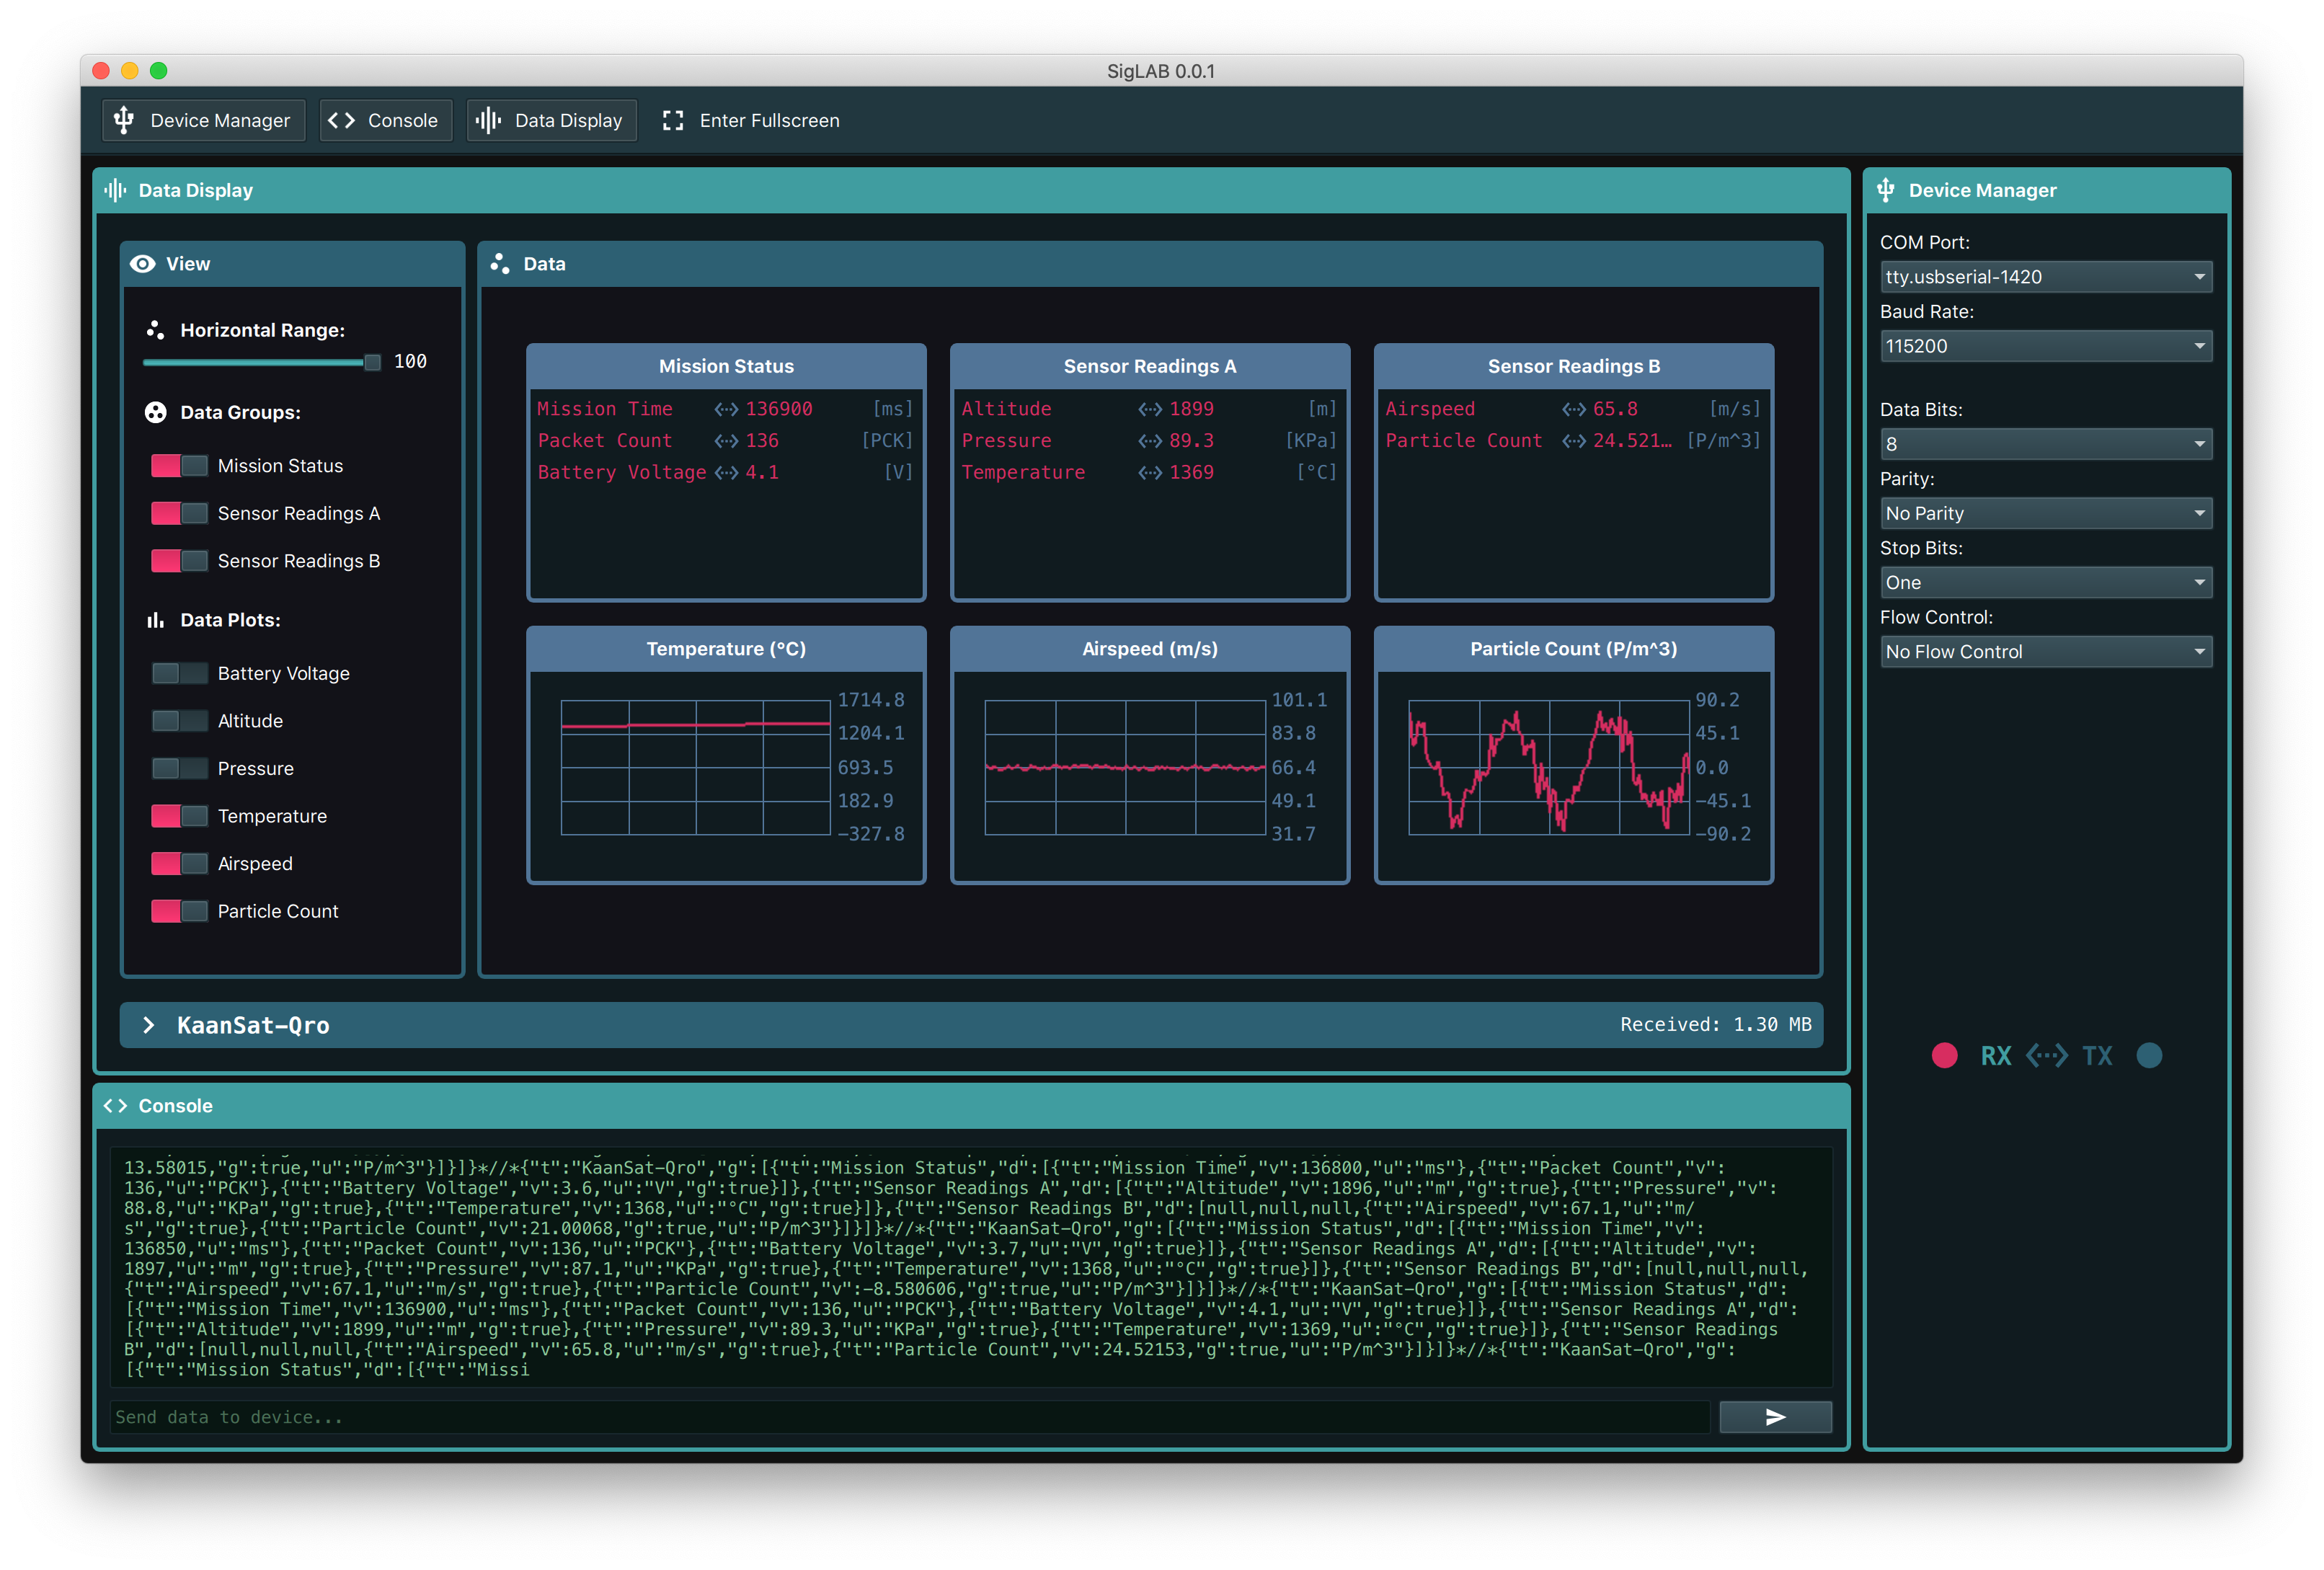 SigLAB 0.0.1
Device Manager
Console
Data Display
Enter Fullscreen
Data Display
View
Horizontal Range:
100
Data Groups:
Mission Status
Sensor Readings A
Sensor Readings B
Data Plots:
Battery Voltage
Altitude
Pressure
Temperature
Airspeed
Particle Count
Data
Mission Status
Mission Time 136900 [ms]
Packet Count 136 [PCK]
Battery Voltage 4.1 [V]
Sensor Readings A
Altitude 1899 [m]
Pressure 89.3 [KPa]
Temperature 1369 [°C]
Sensor Readings B
Airspeed 65.8 [m/s]
Particle Count 24.521… [P/m^3]
Temperature (°C)
1714.8
1204.1
693.5
182.9
-327.8
Airspeed (m/s)
101.1
83.8
66.4
49.1
31.7
Particle Count (P/m^3)
90.2
45.1
0.0
-45.1
-90.2
KaanSat-Qro
Received: 1.30 MB
Console
13.58015,"g":true,"u":"P/m^3"}]}]}*//*{"t":"KaanSat-Qro","g":[{"t":"Mission Status","d":[{"t":"Mission Time","v":136800,"u":"ms"},{"t":"Packet Count","v":
136,"u":"PCK"},{"t":"Battery Voltage","v":3.6,"u":"V","g":true}]},{"t":"Sensor Readings A","d":[{"t":"Altitude","v":1896,"u":"m","g":true},{"t":"Pressure","v":
88.8,"u":"KPa","g":true},{"t":"Temperature","v":1368,"u":"°C","g":true}]},{"t":"Sensor Readings B","d":[null,null,null,{"t":"Airspeed","v":67.1,"u":"m/
s","g":true},{"t":"Particle Count","v":21.00068,"g":true,"u":"P/m^3"}]}]}*//*{"t":"KaanSat-Qro","g":[{"t":"Mission Status","d":[{"t":"Mission Time","v":
136850,"u":"ms"},{"t":"Packet Count","v":136,"u":"PCK"},{"t":"Battery Voltage","v":3.7,"u":"V","g":true}]},{"t":"Sensor Readings A","d":[{"t":"Altitude","v":
1897,"u":"m","g":true},{"t":"Pressure","v":87.1,"u":"KPa","g":true},{"t":"Temperature","v":1368,"u":"°C","g":true}]},{"t":"Sensor Readings B","d":[null,null,null,
{"t":"Airspeed","v":67.1,"u":"m/s","g":true},{"t":"Particle Count","v":-8.580606,"g":true,"u":"P/m^3"}]}]}*//*{"t":"KaanSat-Qro","g":[{"t":"Mission Status","d":
[{"t":"Mission Time","v":136900,"u":"ms"},{"t":"Packet Count","v":136,"u":"PCK"},{"t":"Battery Voltage","v":4.1,"u":"V","g":true}]},{"t":"Sensor Readings A","d":
[{"t":"Altitude","v":1899,"u":"m","g":true},{"t":"Pressure","v":89.3,"u":"KPa","g":true},{"t":"Temperature","v":1369,"u":"°C","g":true}]},{"t":"Sensor Readings
B","d":[null,null,null,{"t":"Airspeed","v":65.8,"u":"m/s","g":true},{"t":"Particle Count","v":24.52153,"g":true,"u":"P/m^3"}]}]}*//*{"t":"KaanSat-Qro","g":
[{"t":"Mission Status","d":[{"t":"Missi
Send data to device...
Device Manager
COM Port:
tty.usbserial-1420
Baud Rate:
115200
Data Bits:
8
Parity:
No Parity
Stop Bits:
One
Flow Control:
No Flow Control
RX TX